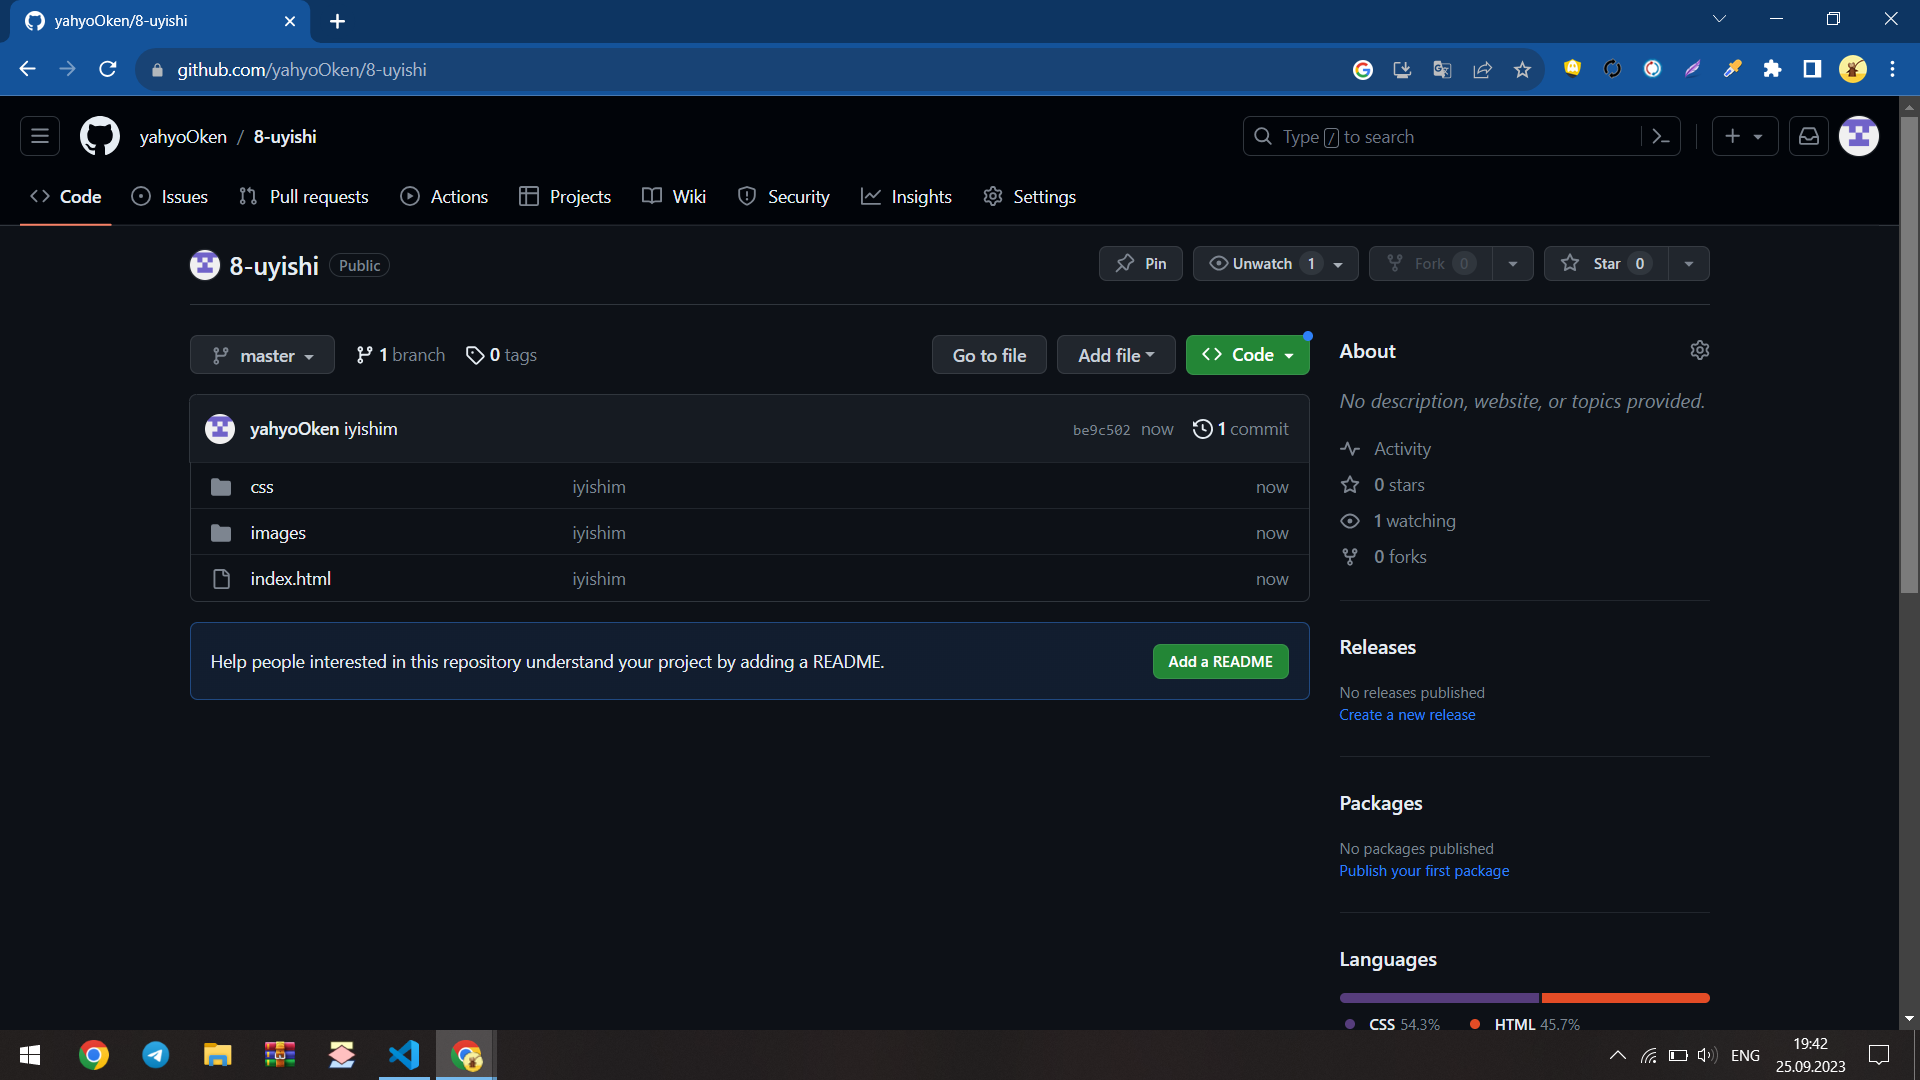 yahyoOken/8-uyishi
github.com/yahyoOken/8-uyishi
yahyoOken / 8-uyishi
Type / to search
Code
Issues
Pull requests
Actions
Projects
Wiki
Security
Insights
Settings
8-uyishi Public
Pin
Unwatch 1
Fork 0
Star 0
master
1 branch
0 tags
Go to file
Add file
Code
yahyoOken iyishim
be9c502 now
1 commit
css iyishim now
images iyishim now
index.html iyishim now
Help people interested in this repository understand your project by adding a README.
Add a README
About
No description, website, or topics provided.
Activity
0 stars
1 watching
0 forks
Releases
No releases published
Create a new release
Packages
No packages published
Publish your first package
Languages
CSS 54.3%
HTML 45.7%
ENG
19:42
25.09.2023